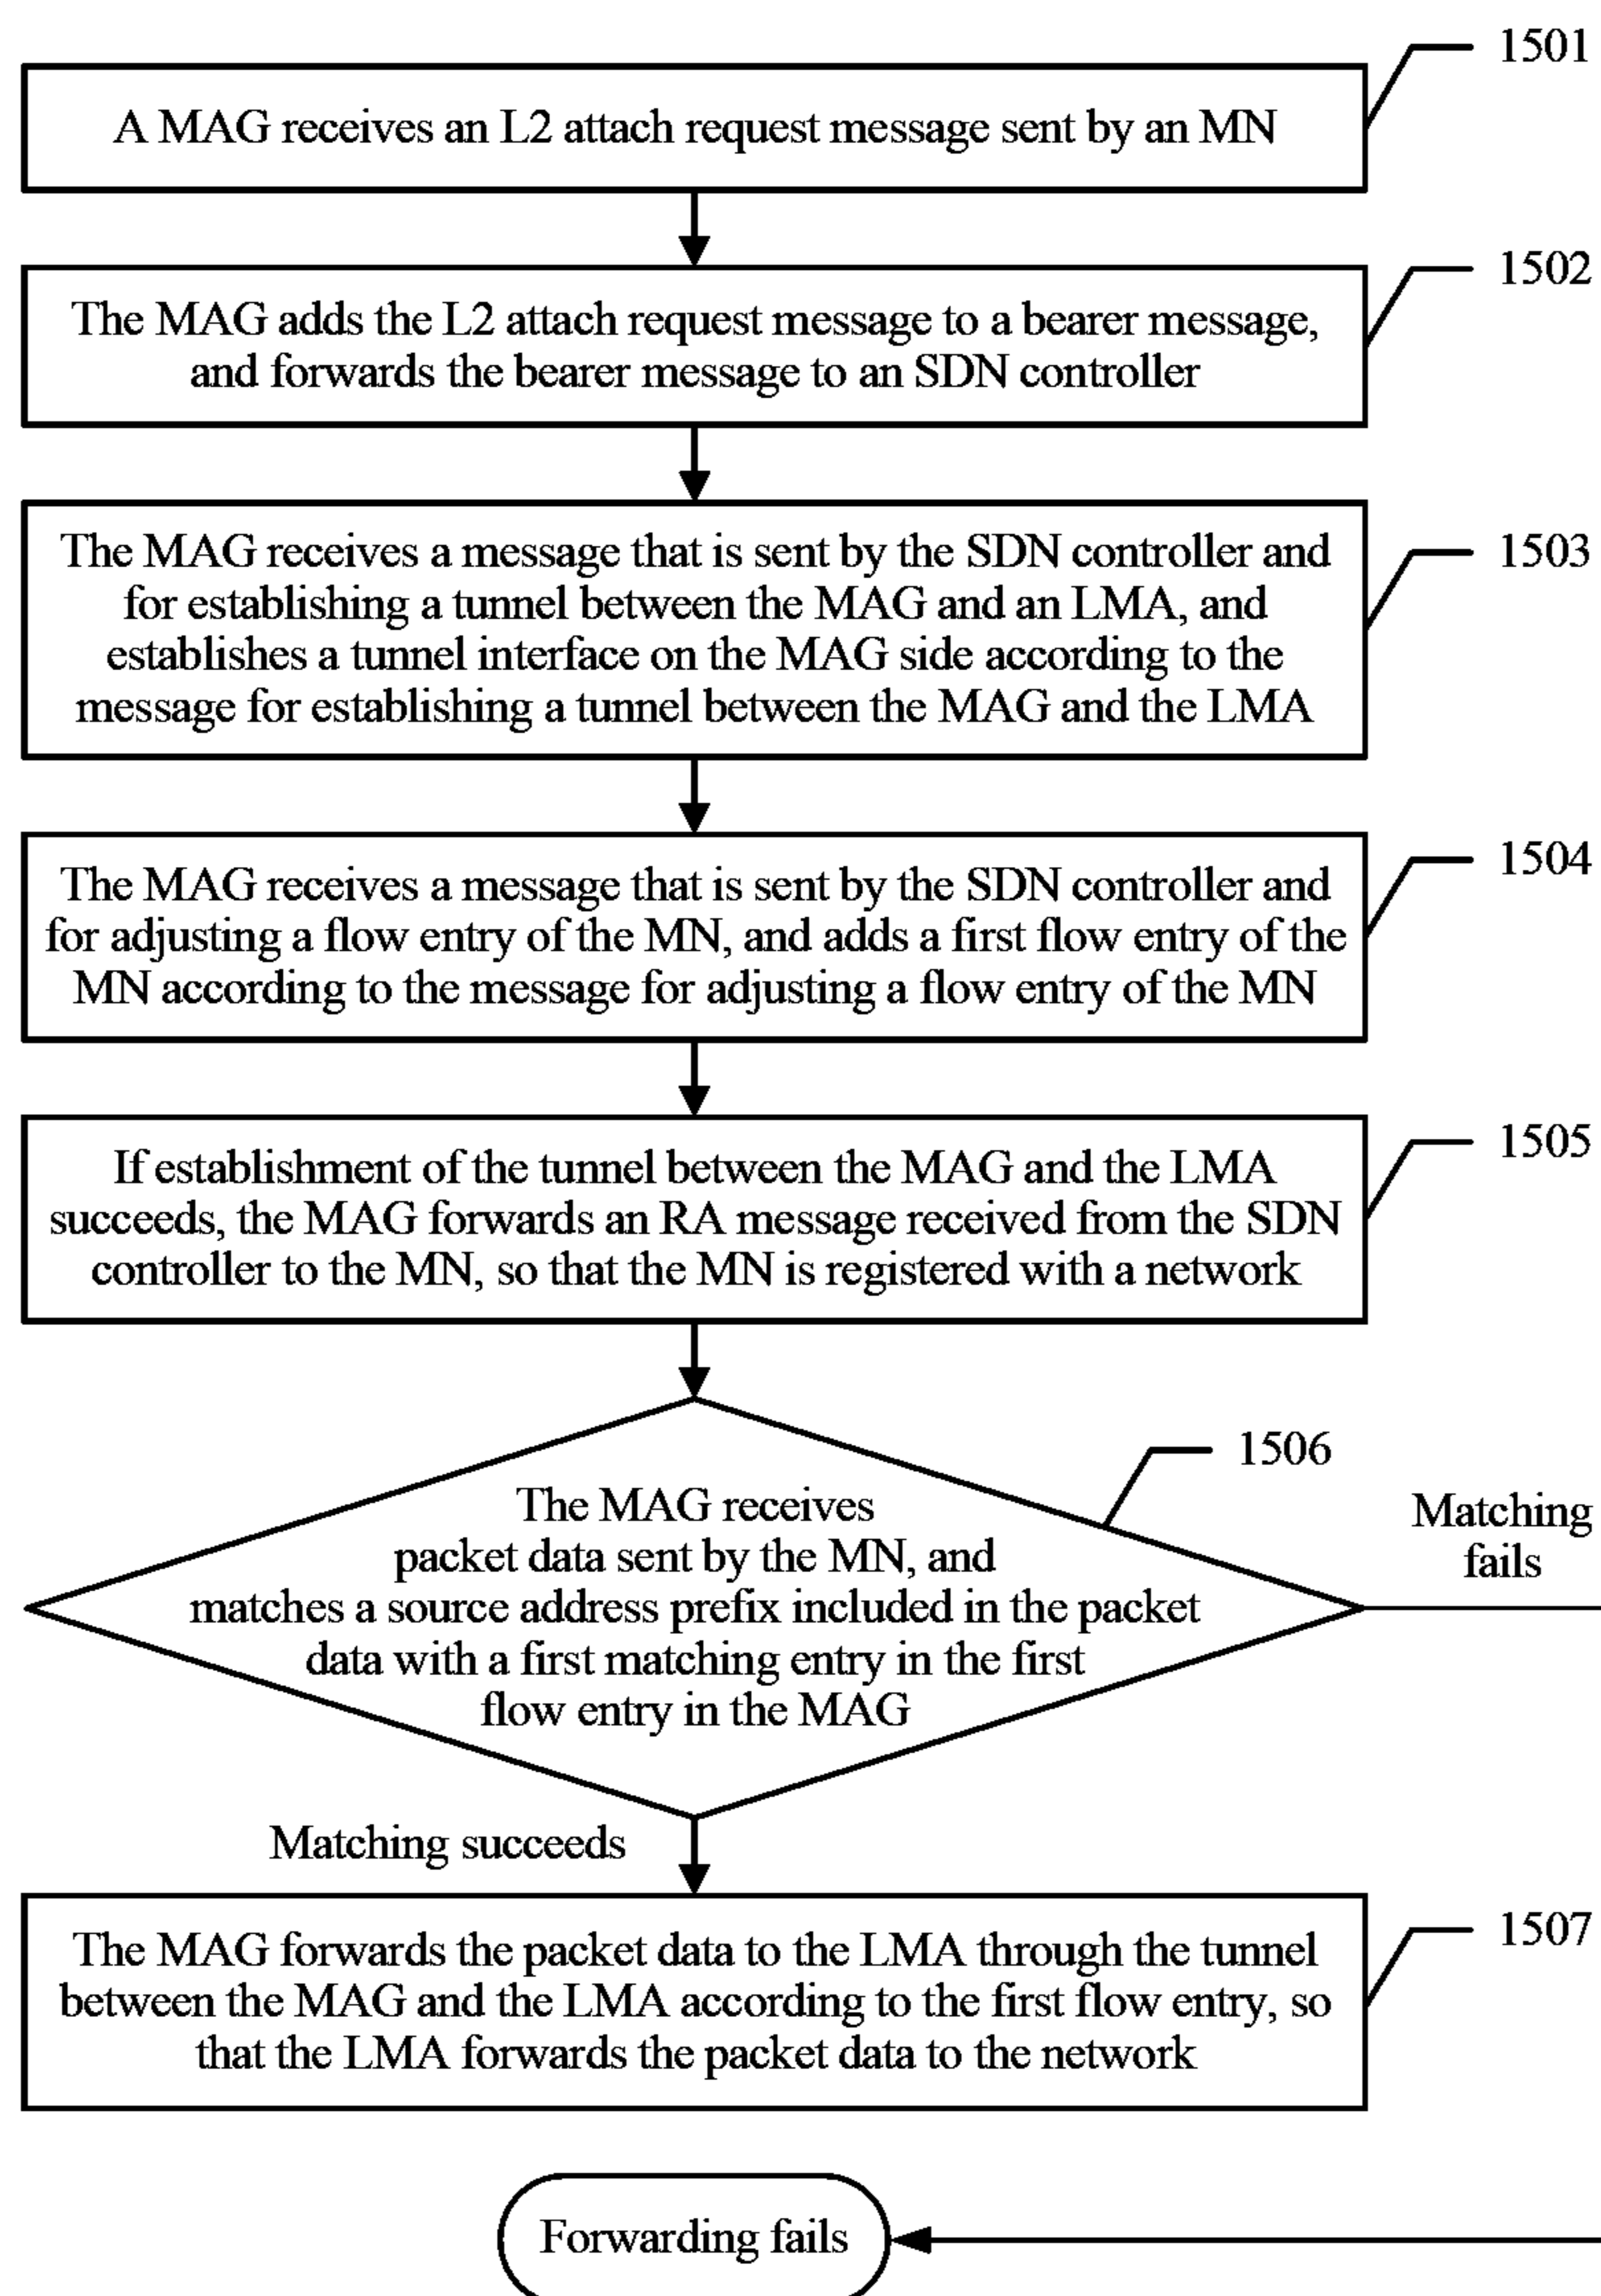 1501
A MAG receives an L2 attach request message sent by an MN
1502
The MAG adds the L2 attach request message to a bearer message,
and forwards the bearer message to an SDN controller
1503
The MAG receives a message that is sent by the SDN controller and
for establishing a tunnel between the MAG and an LMA, and
establishes a tunnel interface on the MAG side according to the
message for establishing a tunnel between the MAG and the LMA
1504
The MAG receives a message that is sent by the SDN controller and
for adjusting a flow entry of the MN, and adds a first flow entry of the
MN according to the message for adjusting a flow entry of the MN
1505
If establishment of the tunnel between the MAG and the LMA
succeeds, the MAG forwards an RA message received from the SDN
controller to the MN, so that the MN is registered with a network
1506
The MAG receives
packet data sent by the MN, and
matches a source address prefix included in the packet
data with a first matching entry in the first
flow entry in the MAG
Matching
fails
Matching succeeds
1507
The MAG forwards the packet data to the LMA through the tunnel
between the MAG and the LMA according to the first flow entry, so
that the LMA forwards the packet data to the network
Forwarding fails